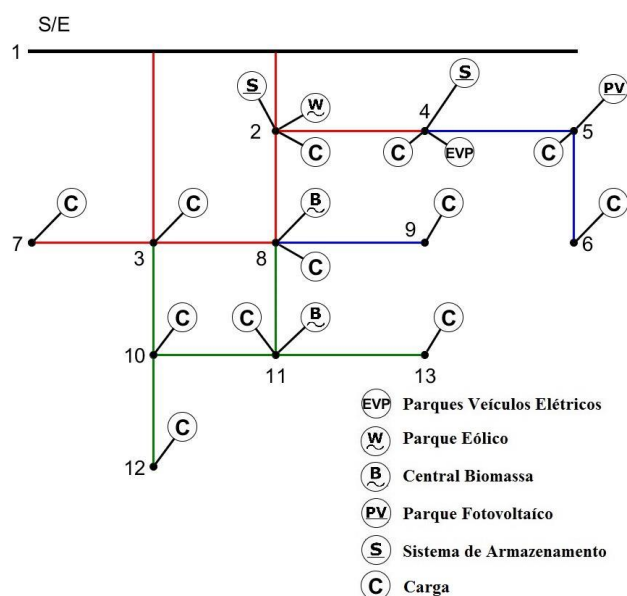 S/E
1
S
W
2
C
S
4
C
EVP
PV
5
C
C
7
C
3
B
8
C
C
9
C
6
C
10
C
B
11
C
13
C
12
EVP Parques Veículos Elétricos
W Parque Eólico
B Central Biomassa
PV Parque Fotovoltaíco
S Sistema de Armazenamento
C Carga